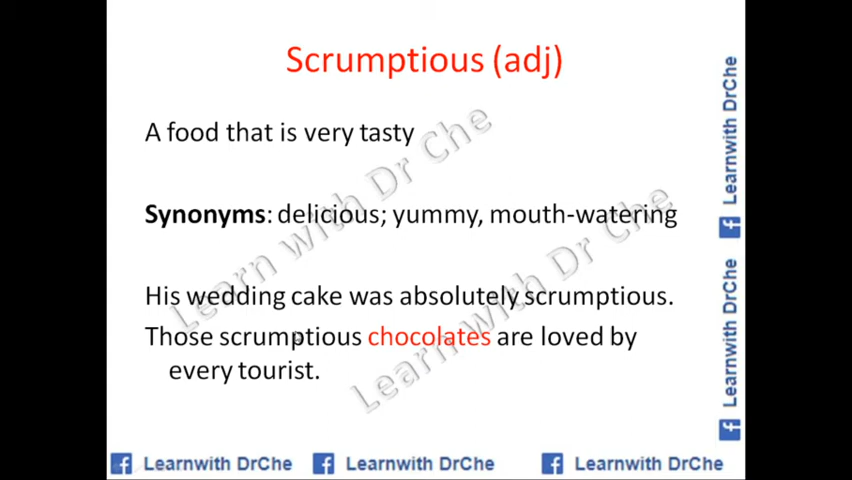 Scrumptious (adj)
A food that is very tasty
Synonyms: delicious; yummy, mouth-watering
His wedding cake was absolutely scrumptious.
Those scrumptious chocolates are loved by
every tourist.
Learn with Dr Che
Learn with Dr Che
Learnwith DrChe
Learnwith DrChe
Learnwith DrChe
Learnwith DrChe
Learnwith DrChe